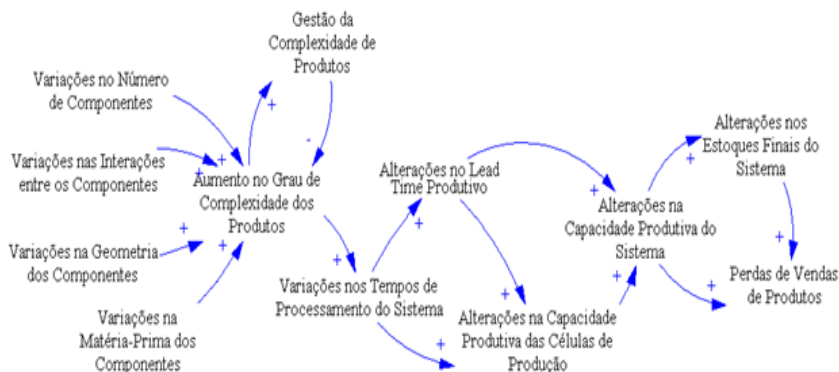 Gestão da
Complexidade de
Produtos
Variações no Número
de Componentes
Variações nas Interações
entre os Componentes
Aumento no Grau de
Complexidade dos
Produtos
Variações na Geometria
dos Componentes
Variações na
Matéria-Prima dos
Componentes
Alterações no Lead
Time Produtivo
Variações nos Tempos de
Processamento do Sistema
Alterações na Capacidade
Produtiva das Células de
Produção
Alterações na
Capacidade Produtiva do
Sistema
Alterações nos
Estoques Finais do
Sistema
Perdas de Vendas
de Produtos
+
-
+
+
+
+
+
+
+
+
+
+
+
+
+
+